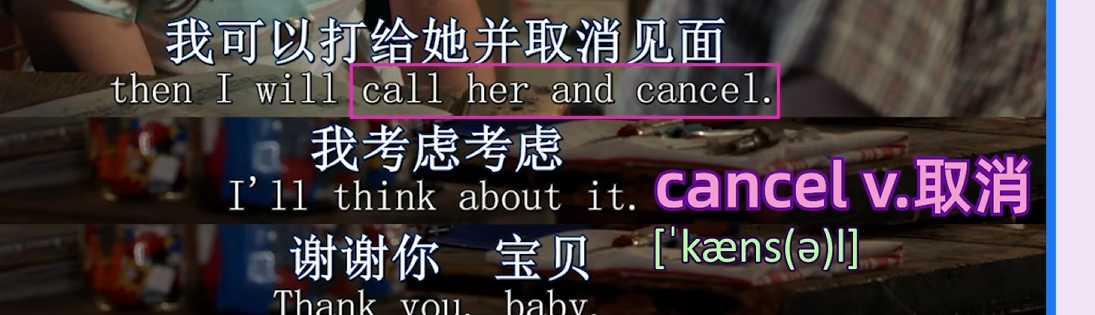 我可以打给她并取消见面
then I will call her and cancel.
我考虑考虑
I'll think about it.
cancel v.取消
[ˈkæns(ə)l]
谢谢你 宝贝
Thank you, baby.